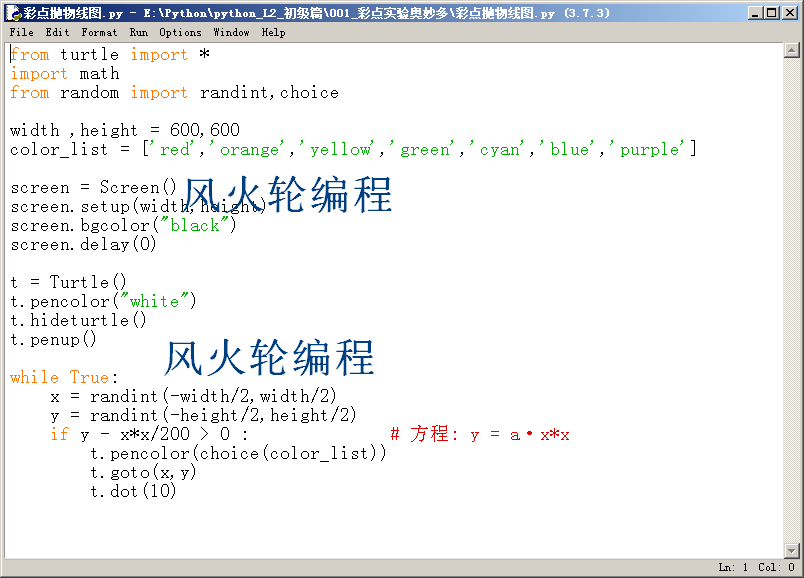 彩点抛物线图.py - E:\Python\python_L2_初级篇\001_彩点实验奥妙多\彩点抛物线图.py (3.7.3)
File Edit Format Run Options Window Help
from turtle import *
import math
from random import randint,choice
width ,height = 600,600
color_list = ['red','orange','yellow','green','cyan','blue','purple']
screen = Screen()
风火轮编程
screen.setup(width,height)
screen.bgcolor("black")
screen.delay(0)
t = Turtle()
t.pencolor("white")
t.hideturtle()
t.penup()
风火轮编程
while True:
    x = randint(-width/2,width/2)
    y = randint(-height/2,height/2)
    if y - x*x/200 > 0 :              # 方程: y = a·x*x
        t.pencolor(choice(color_list))
        t.goto(x,y)
        t.dot(10)
Ln: 1 Col: 0